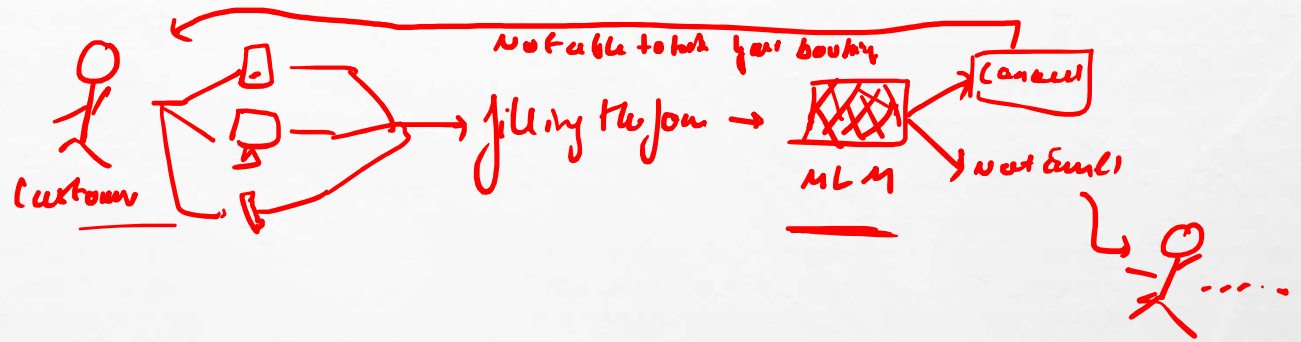 Not able to book your booking
Customer
filling the form
MLM
Cancel
Not Cancel